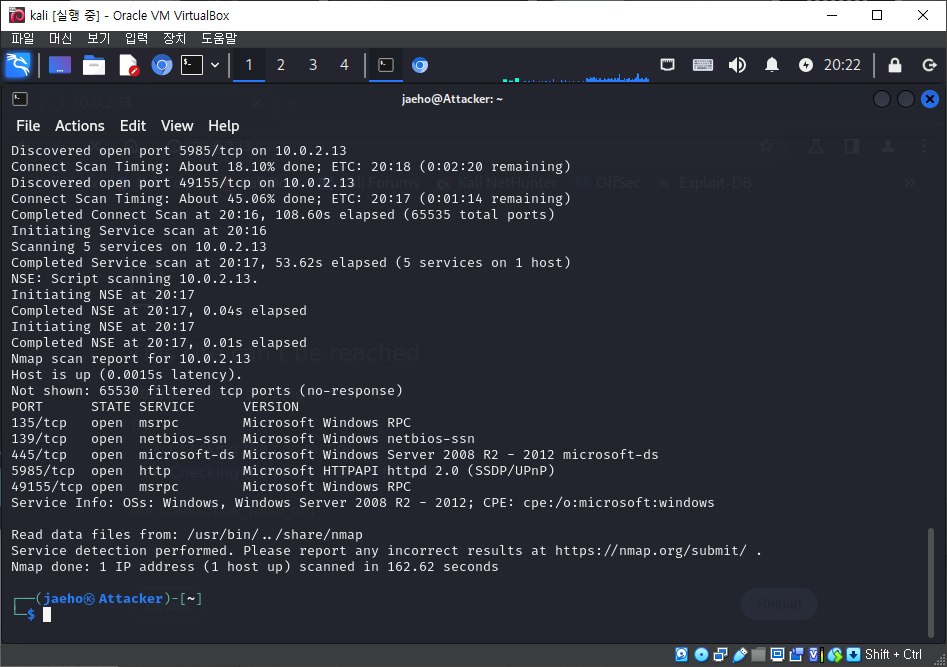 kali [실행 중] - Oracle VM VirtualBox
파일 머신 보기 입력 장치 도움말
1 2 3 4 20:22
10.0.2.13
jaeho@Attacker: ~
File Actions Edit View Help
Discovered open port 5985/tcp on 10.0.2.13
Connect Scan Timing: About 18.10% done; ETC: 20:18 (0:02:20 remaining)
Discovered open port 49155/tcp on 10.0.2.13
Forums Kali NetHunter OffSec Exploit-DB
Connect Scan Timing: About 45.06% done; ETC: 20:17 (0:01:14 remaining)
Completed Connect Scan at 20:16, 108.60s elapsed (65535 total ports)
Initiating Service scan at 20:16
Scanning 5 services on 10.0.2.13
Completed Service scan at 20:17, 53.62s elapsed (5 services on 1 host)
NSE: Script scanning 10.0.2.13.
Initiating NSE at 20:17
Completed NSE at 20:17, 0.04s elapsed
Initiating NSE at 20:17
Completed NSE at 20:17, 0.01s elapsed
be reached
Nmap scan report for 10.0.2.13
Host is up (0.0015s latency).
Not shown: 65530 filtered tcp ports (no-response)
PORT STATE SERVICE VERSION
135/tcp open msrpc Microsoft Windows RPC
139/tcp open netbios-ssn Microsoft Windows netbios-ssn
445/tcp open microsoft-ds Microsoft Windows Server 2008 R2 - 2012 microsoft-ds
5985/tcp open http Microsoft HTTPAPI httpd 2.0 (SSDP/UPnP)
Checking
49155/tcp open msrpc Microsoft Windows RPC
Service Info: OSs: Windows, Windows Server 2008 R2 - 2012; CPE: cpe:/o:microsoft:windows
Read data files from: /usr/bin/../share/nmap
Service detection performed. Please report any incorrect results at https://nmap.org/submit/ .
Nmap done: 1 IP address (1 host up) scanned in 162.62 seconds
┌──(jaeho㉿Attacker)-[~]
└─$
Reload
Shift + Ctrl